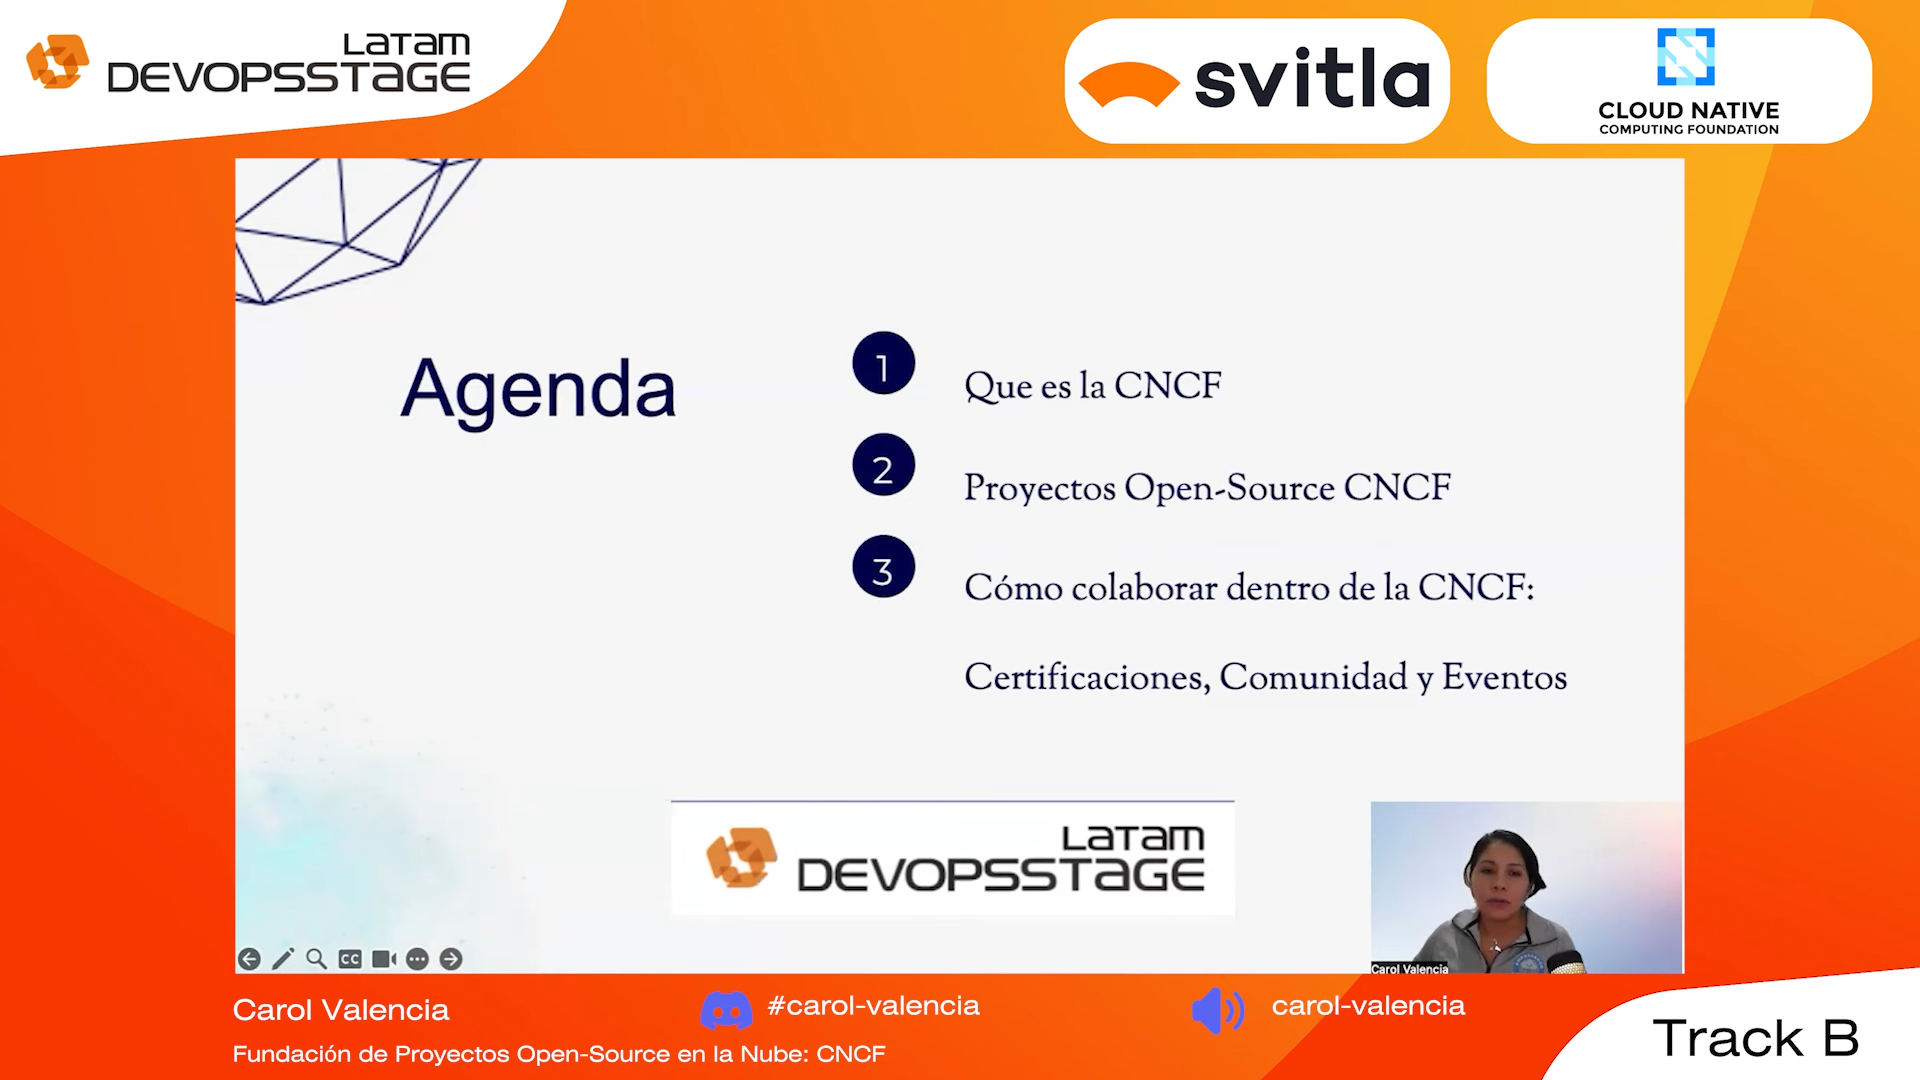 LATAM
DEVOPSSTAGE
svitla
CLOUD NATIVE
COMPUTING FOUNDATION
Agenda
1
Que es la CNCF
2
Proyectos Open-Source CNCF
3
Cómo colaborar dentro de la CNCF:
Certificaciones, Comunidad y Eventos
LATAM
DEVOPSSTAGE
CC
Carol Valencia
Carol Valencia
#carol-valencia
carol-valencia
Fundación de Proyectos Open-Source en la Nube: CNCF
Track B